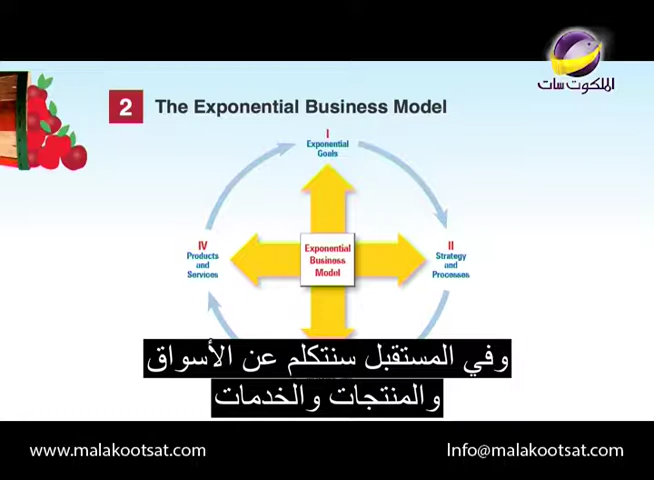 الملكوت سات
2 The Exponential Business Model
I
Exponential
Goals
IV
Products
and
Services
Exponential
Business
Model
II
Strategy
and
Processes
وفي المستقبل سنتكلم عن الأسواق
والمنتجات والخدمات
www.malakootsat.com
Info@malakootsat.com